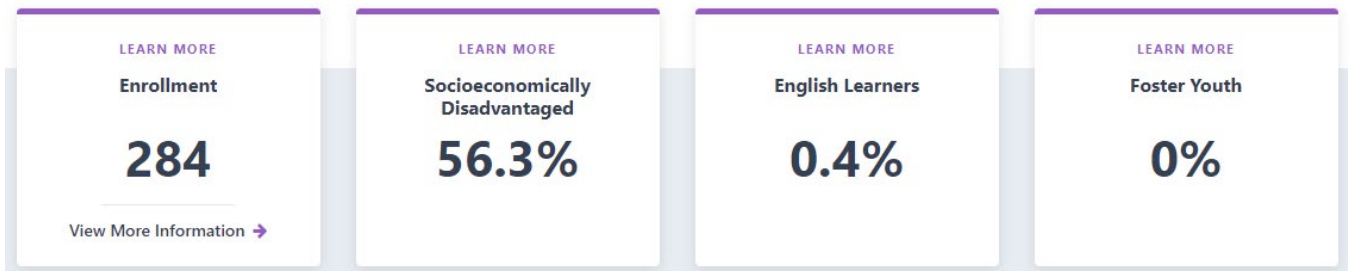 LEARN MORE
Enrollment
284
View More Information
LEARN MORE
Socioeconomically
Disadvantaged
56.3%
LEARN MORE
English Learners
0.4%
LEARN MORE
Foster Youth
0%